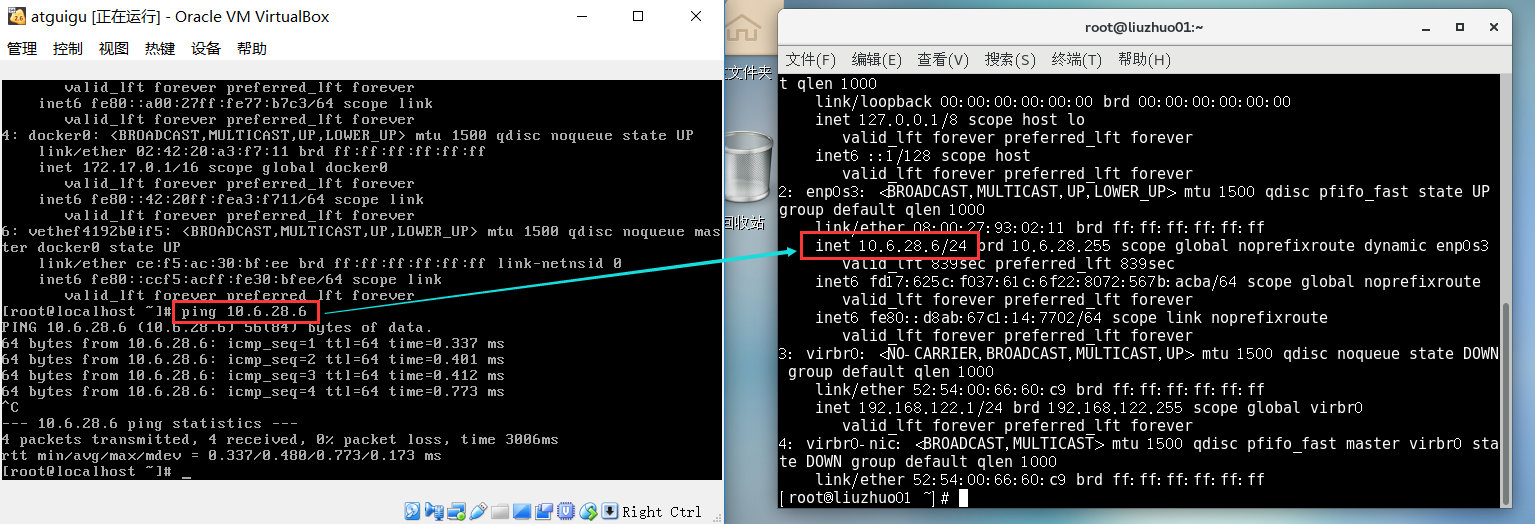 atguigu [正在运行] - Oracle VM VirtualBox
管理 控制 视图 热键 设备 帮助
valid_lft forever preferred_lft forever
inet6 fe80::a00:27ff:fe77:b7c3/64 scope link
valid_lft forever preferred_lft forever
4: docker0: <BROADCAST,MULTICAST,UP,LOWER_UP> mtu 1500 qdisc noqueue state UP
link/ether 02:42:20:a3:f7:11 brd ff:ff:ff:ff:ff:ff
inet 172.17.0.1/16 scope global docker0
valid_lft forever preferred_lft forever
inet6 fe80::42:20ff:fea3:f711/64 scope link
valid_lft forever preferred_lft forever
6: vethef4192b@if5: <BROADCAST,MULTICAST,UP,LOWER_UP> mtu 1500 qdisc noqueue mas
ter docker0 state UP
link/ether ce:f5:ac:30:bf:ee brd ff:ff:ff:ff:ff:ff link-netnsid 0
inet6 fe80::ccf5:acff:fe30:bfee/64 scope link
valid_lft forever preferred_lft forever
[root@localhost ~]# ping 10.6.28.6
PING 10.6.28.6 (10.6.28.6) 56(84) bytes of data.
64 bytes from 10.6.28.6: icmp_seq=1 ttl=64 time=0.337 ms
64 bytes from 10.6.28.6: icmp_seq=2 ttl=64 time=0.401 ms
64 bytes from 10.6.28.6: icmp_seq=3 ttl=64 time=0.412 ms
64 bytes from 10.6.28.6: icmp_seq=4 ttl=64 time=0.773 ms
^C
--- 10.6.28.6 ping statistics ---
4 packets transmitted, 4 received, 0% packet loss, time 3006ms
rtt min/avg/max/mdev = 0.337/0.480/0.773/0.173 ms
[root@localhost ~]# _
Right Ctrl
文件夹
回收站
root@liuzhuo01:~
文件(F) 编辑(E) 查看(V) 搜索(S) 终端(T) 帮助(H)
t qlen 1000
link/loopback 00:00:00:00:00:00 brd 00:00:00:00:00:00
inet 127.0.0.1/8 scope host lo
valid_lft forever preferred_lft forever
inet6 ::1/128 scope host
valid_lft forever preferred_lft forever
2: enp0s3: <BROADCAST,MULTICAST,UP,LOWER_UP> mtu 1500 qdisc pfifo_fast state UP
group default qlen 1000
link/ether 08:00:27:93:02:11 brd ff:ff:ff:ff:ff:ff
inet 10.6.28.6/24 brd 10.6.28.255 scope global noprefixroute dynamic enp0s3
valid_lft 839sec preferred_lft 839sec
inet6 fd17:625c:f037:61c:6f22:8072:567b:acba/64 scope global noprefixroute
valid_lft forever preferred_lft forever
inet6 fe80::d8ab:67c1:14:7702/64 scope link noprefixroute
valid_lft forever preferred_lft forever
3: virbr0: <NO-CARRIER,BROADCAST,MULTICAST,UP> mtu 1500 qdisc noqueue state DOWN
group default qlen 1000
link/ether 52:54:00:66:60:c9 brd ff:ff:ff:ff:ff:ff
inet 192.168.122.1/24 brd 192.168.122.255 scope global virbr0
valid_lft forever preferred_lft forever
4: virbr0-nic: <BROADCAST,MULTICAST> mtu 1500 qdisc pfifo_fast master virbr0 sta
te DOWN group default qlen 1000
link/ether 52:54:00:66:60:c9 brd ff:ff:ff:ff:ff:ff
[root@liuzhuo01 ~]#